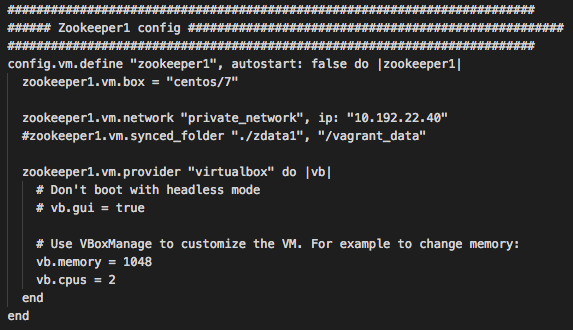 #########################################################################
###### Zookeeper1 config ####################################################
#########################################################################
config.vm.define "zookeeper1", autostart: false do |zookeeper1|
  zookeeper1.vm.box = "centos/7"

  zookeeper1.vm.network "private_network", ip: "10.192.22.40"
  #zookeeper1.vm.synced_folder "./zdata1", "/vagrant_data"

  zookeeper1.vm.provider "virtualbox" do |vb|
    # Don't boot with headless mode
    # vb.gui = true

    # Use VBoxManage to customize the VM. For example to change memory:
    vb.memory = 1048
    vb.cpus = 2
  end
end